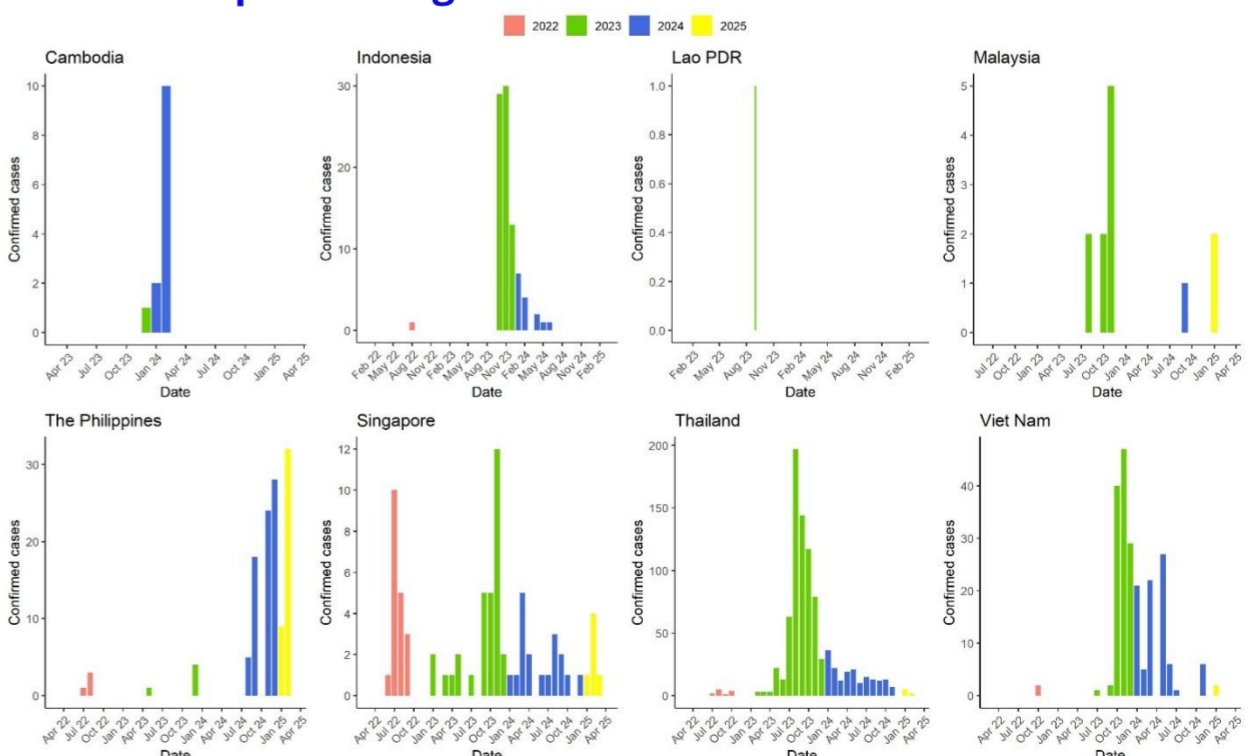 2022 2023 2024 2025
Cambodia
Confirmed cases
10
8
6
4
2
0
Apr 23 Jul 23 Oct 23 Jan 24 Apr 24 Jul 24 Oct 24 Jan 25 Apr 25
Date
Indonesia
Confirmed cases
30
20
10
0
Feb 22 May 22 Aug 22 Nov 22 Feb 23 May 23 Aug 23 Nov 23 Feb 24 May 24 Aug 24 Nov 24 Feb 25
Date
Lao PDR
Confirmed cases
1.0
0.8
0.6
0.4
0.2
0.0
Feb 23 May 23 Aug 23 Nov 23 Feb 24 May 24 Aug 24 Nov 24 Feb 25
Date
Malaysia
Confirmed cases
5
4
3
2
1
0
Jul 22 Oct 22 Jan 23 Apr 23 Jul 23 Oct 23 Jan 24 Apr 24 Jul 24 Oct 24 Jan 25 Apr 25
Date
The Philippines
Confirmed cases
30
20
10
0
Apr 22 Jul 22 Oct 22 Jan 23 Apr 23 Jul 23 Oct 23 Jan 24 Apr 24 Jul 24 Oct 24 Jan 25 Apr 25
Date
Singapore
Confirmed cases
12
10
8
6
4
2
0
Apr 22 Jul 22 Oct 22 Jan 23 Apr 23 Jul 23 Oct 23 Jan 24 Apr 24 Jul 24 Oct 24 Jan 25 Apr 25
Date
Thailand
Confirmed cases
200
150
100
50
0
Apr 22 Jul 22 Oct 22 Jan 23 Apr 23 Jul 23 Oct 23 Jan 24 Apr 24 Jul 24 Oct 24 Jan 25 Apr 25
Date
Viet Nam
Confirmed cases
40
30
20
10
0
Apr 22 Jul 22 Oct 22 Jan 23 Apr 23 Jul 23 Oct 23 Jan 24 Apr 24 Jul 24 Oct 24 Jan 25 Apr 25
Date